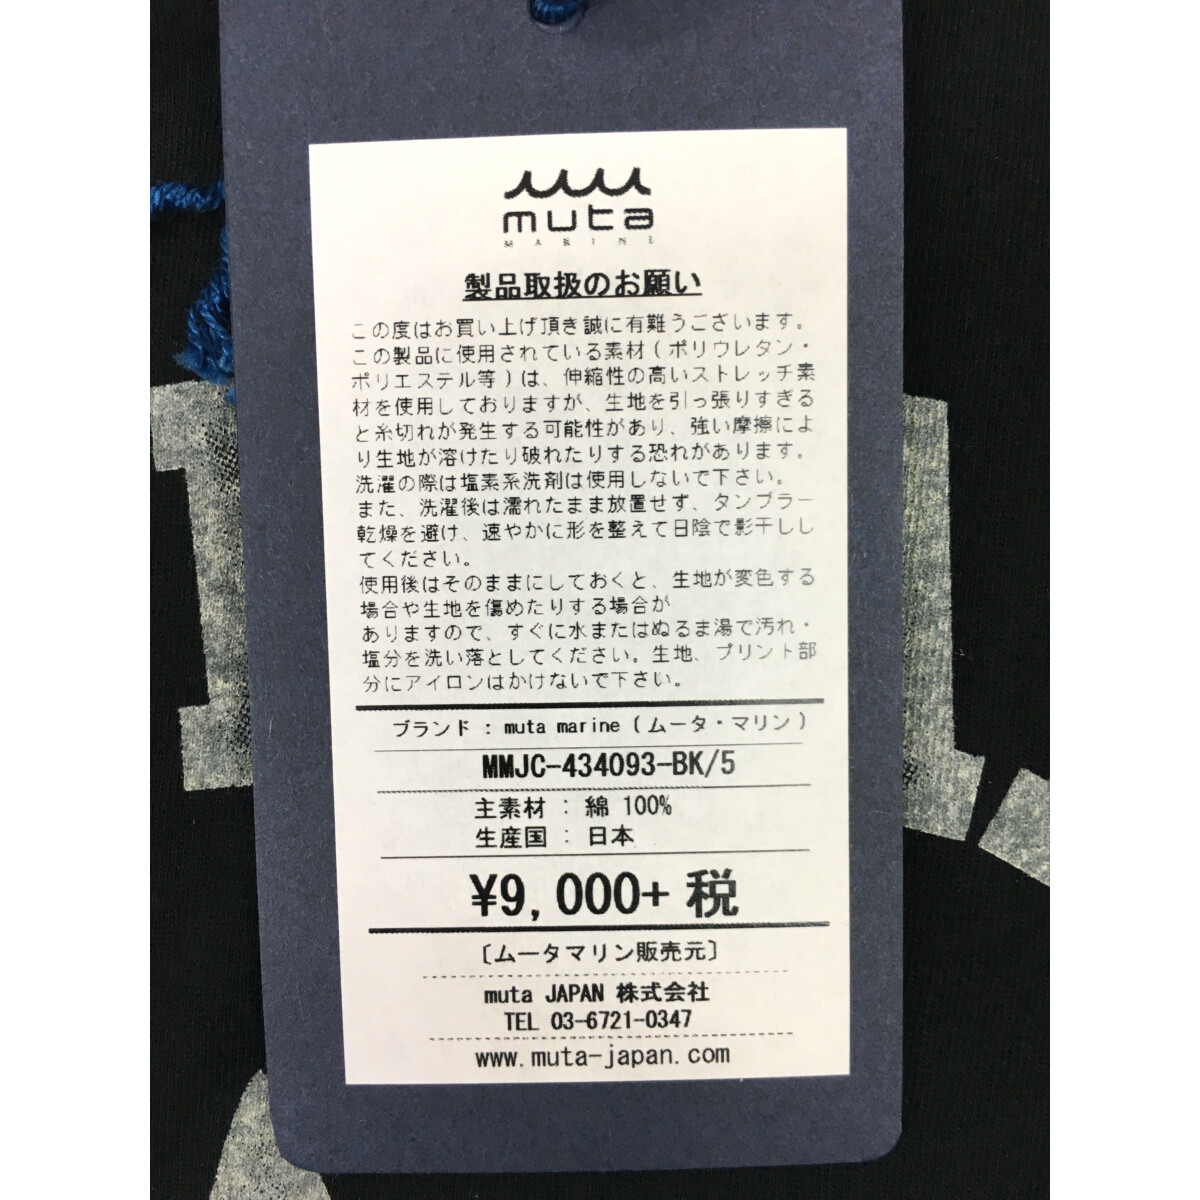 muta
MARINE
製品取扱のお願い
この度はお買い上げ頂き誠に有難うございます。
この製品に使用されている素材(ポリウレタン・
ポリエステル等)は、伸縮性の高いストレッチ素
材を使用しておりますが、生地を引っ張りすぎる
と糸切れが発生する可能性があり、強い摩擦によ
り生地が溶けたり破れたりする恐れがあります。
洗濯の際は塩素系洗剤は使用しないで下さい。
また、洗濯後は濡れたまま放置せず、タンブラー
乾燥を避け、速やかに形を整えて日陰で影干しし
てください。
使用後はそのままにしておくと、生地が変色する
場合や生地を傷めたりする場合が
ありますので、すぐに水またはぬるま湯で汚れ・
塩分を洗い落としてください。生地、プリント部
分にアイロンはかけないで下さい。
ブランド : muta marine(ムータ・マリン)
MMJC-434093-BK/5
主素材 : 綿 100%
生産国 : 日本
¥9,000+ 税
〔ムータマリン販売元〕
muta JAPAN 株式会社
TEL 03-6721-0347
www.muta-japan.com